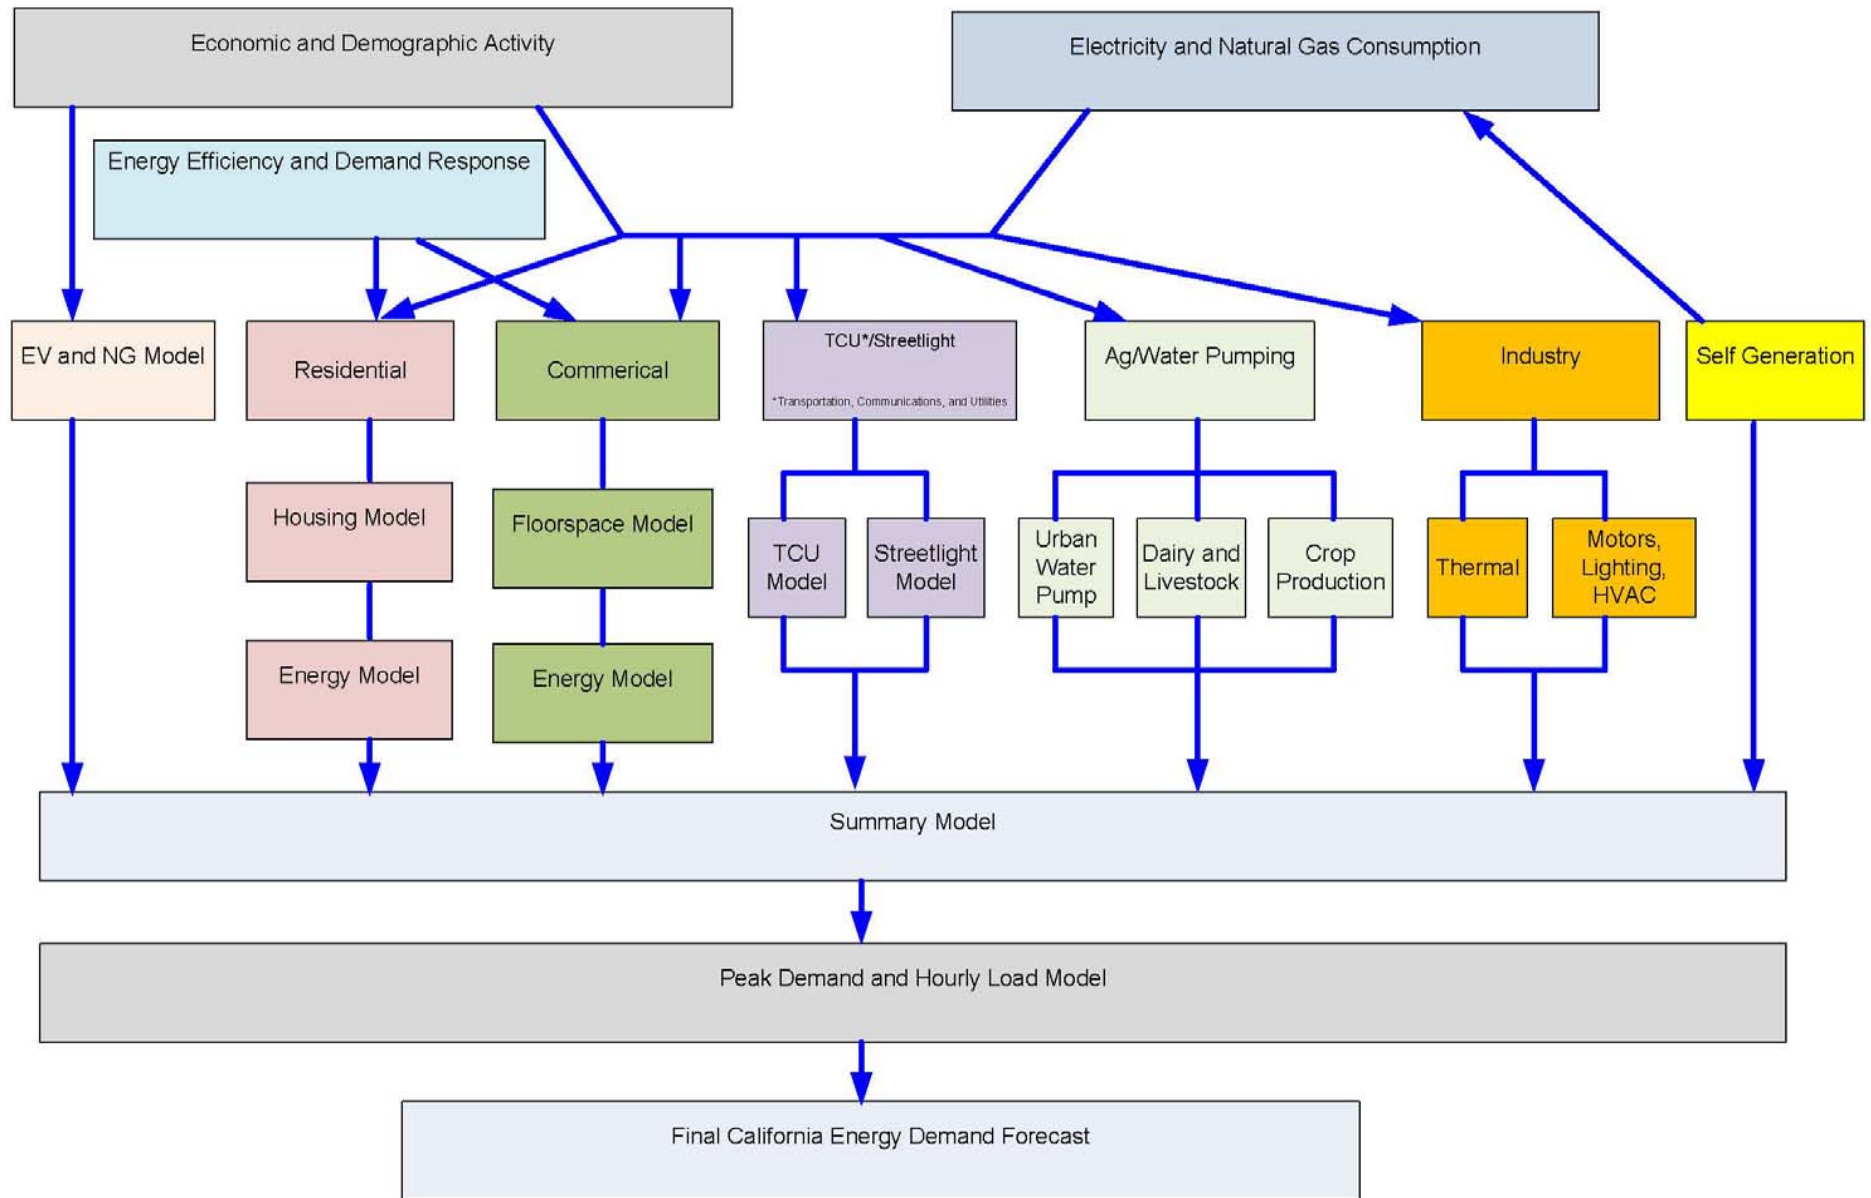 Economic and Demographic Activity
Electricity and Natural Gas Consumption
Energy Efficiency and Demand Response
EV and NG Model
Residential
Commerical
TCU*/Streetlight
*Transportation, Communications, and Utilities
Ag/Water Pumping
Industry
Self Generation
Housing Model
Floorspace Model
TCU
Model
Streetlight
Model
Urban
Water
Pump
Dairy and
Livestock
Crop
Production
Thermal
Motors,
Lighting,
HVAC
Energy Model
Energy Model
Summary Model
Peak Demand and Hourly Load Model
Final California Energy Demand Forecast